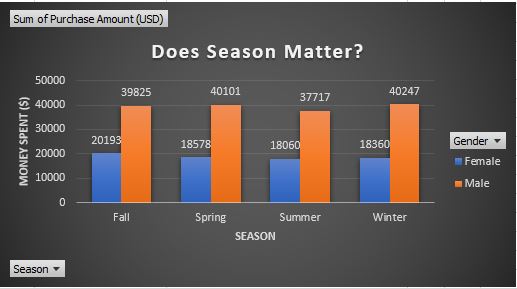 Sum of Purchase Amount (USD)
Does Season Matter?
MONEY SPENT ($)
50000
40000
30000
20000
10000
0
20193
39825
18578
40101
18060
37717
18360
40247
Fall
Spring
Summer
Winter
SEASON
Gender
Female
Male
Season